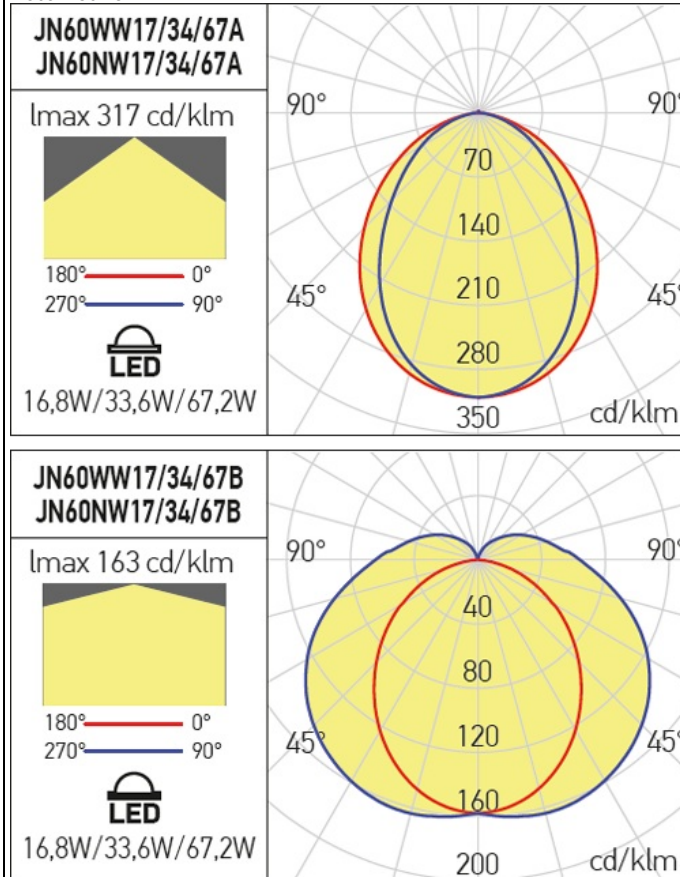 JN60WW17/34/67A
JN60NW17/34/67A
lmax 317 cd/klm
180° 0°
270° 90°
LED
16,8W/33,6W/67,2W
90° 90°
70
140
45° 45°
210
280
350 cd/klm
JN60WW17/34/67B
JN60NW17/34/67B
lmax 163 cd/klm
180° 0°
270° 90°
LED
16,8W/33,6W/67,2W
90° 90°
40
80
120
45° 45°
160
200 cd/klm